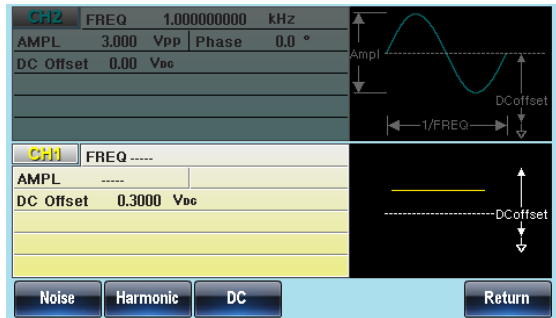 CH2 FREQ 1.000000000 kHz
AMPL 3.000 VPP Phase 0.0 °
DC Offset 0.00 VDC
Ampl
DCoffset
1/FREQ
CH1 FREQ -----
AMPL -----
DC Offset 0.3000 VDC
DCoffset
Noise Harmonic DC Return